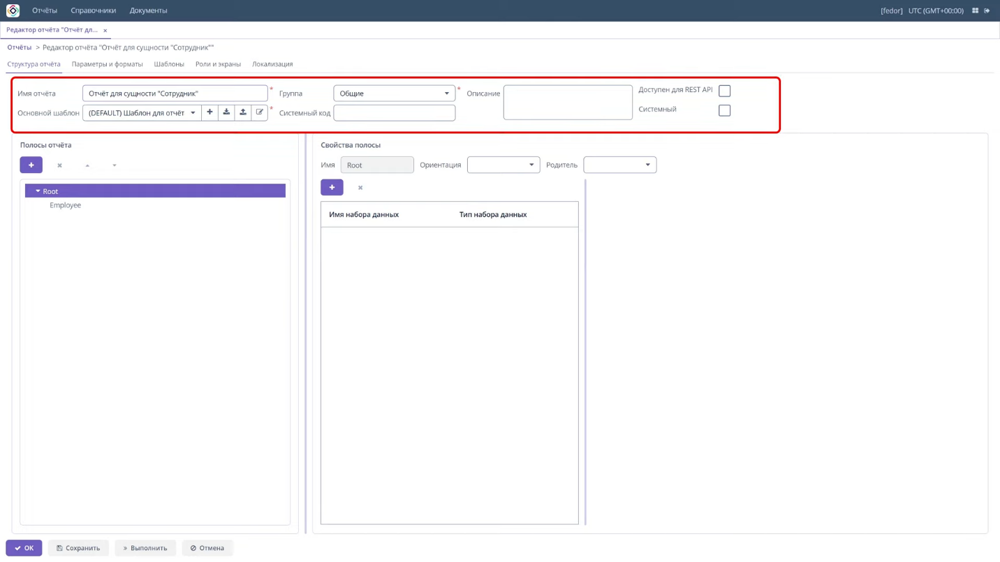 Отчёты Справочники Документы [fedor] UTC (GMT+00:00)
Редактор отчёта "Отчёт дл... ×
Отчёты > Редактор отчёта "Отчёт для сущности "Сотрудник""
Структура отчёта Параметры и форматы Шаблоны Роли и экраны Локализация
Имя отчёта Отчёт для сущности "Сотрудник" * Группа Общие * Описание Доступен для REST API
Основной шаблон (DEFAULT) Шаблон для отчёт * Системный код Системный
Полосы отчёта Свойства полосы
Имя Root Ориентация Родитель
Root
Employee
Имя набора данных Тип набора данных
ОК Сохранить Выполнить Отмена